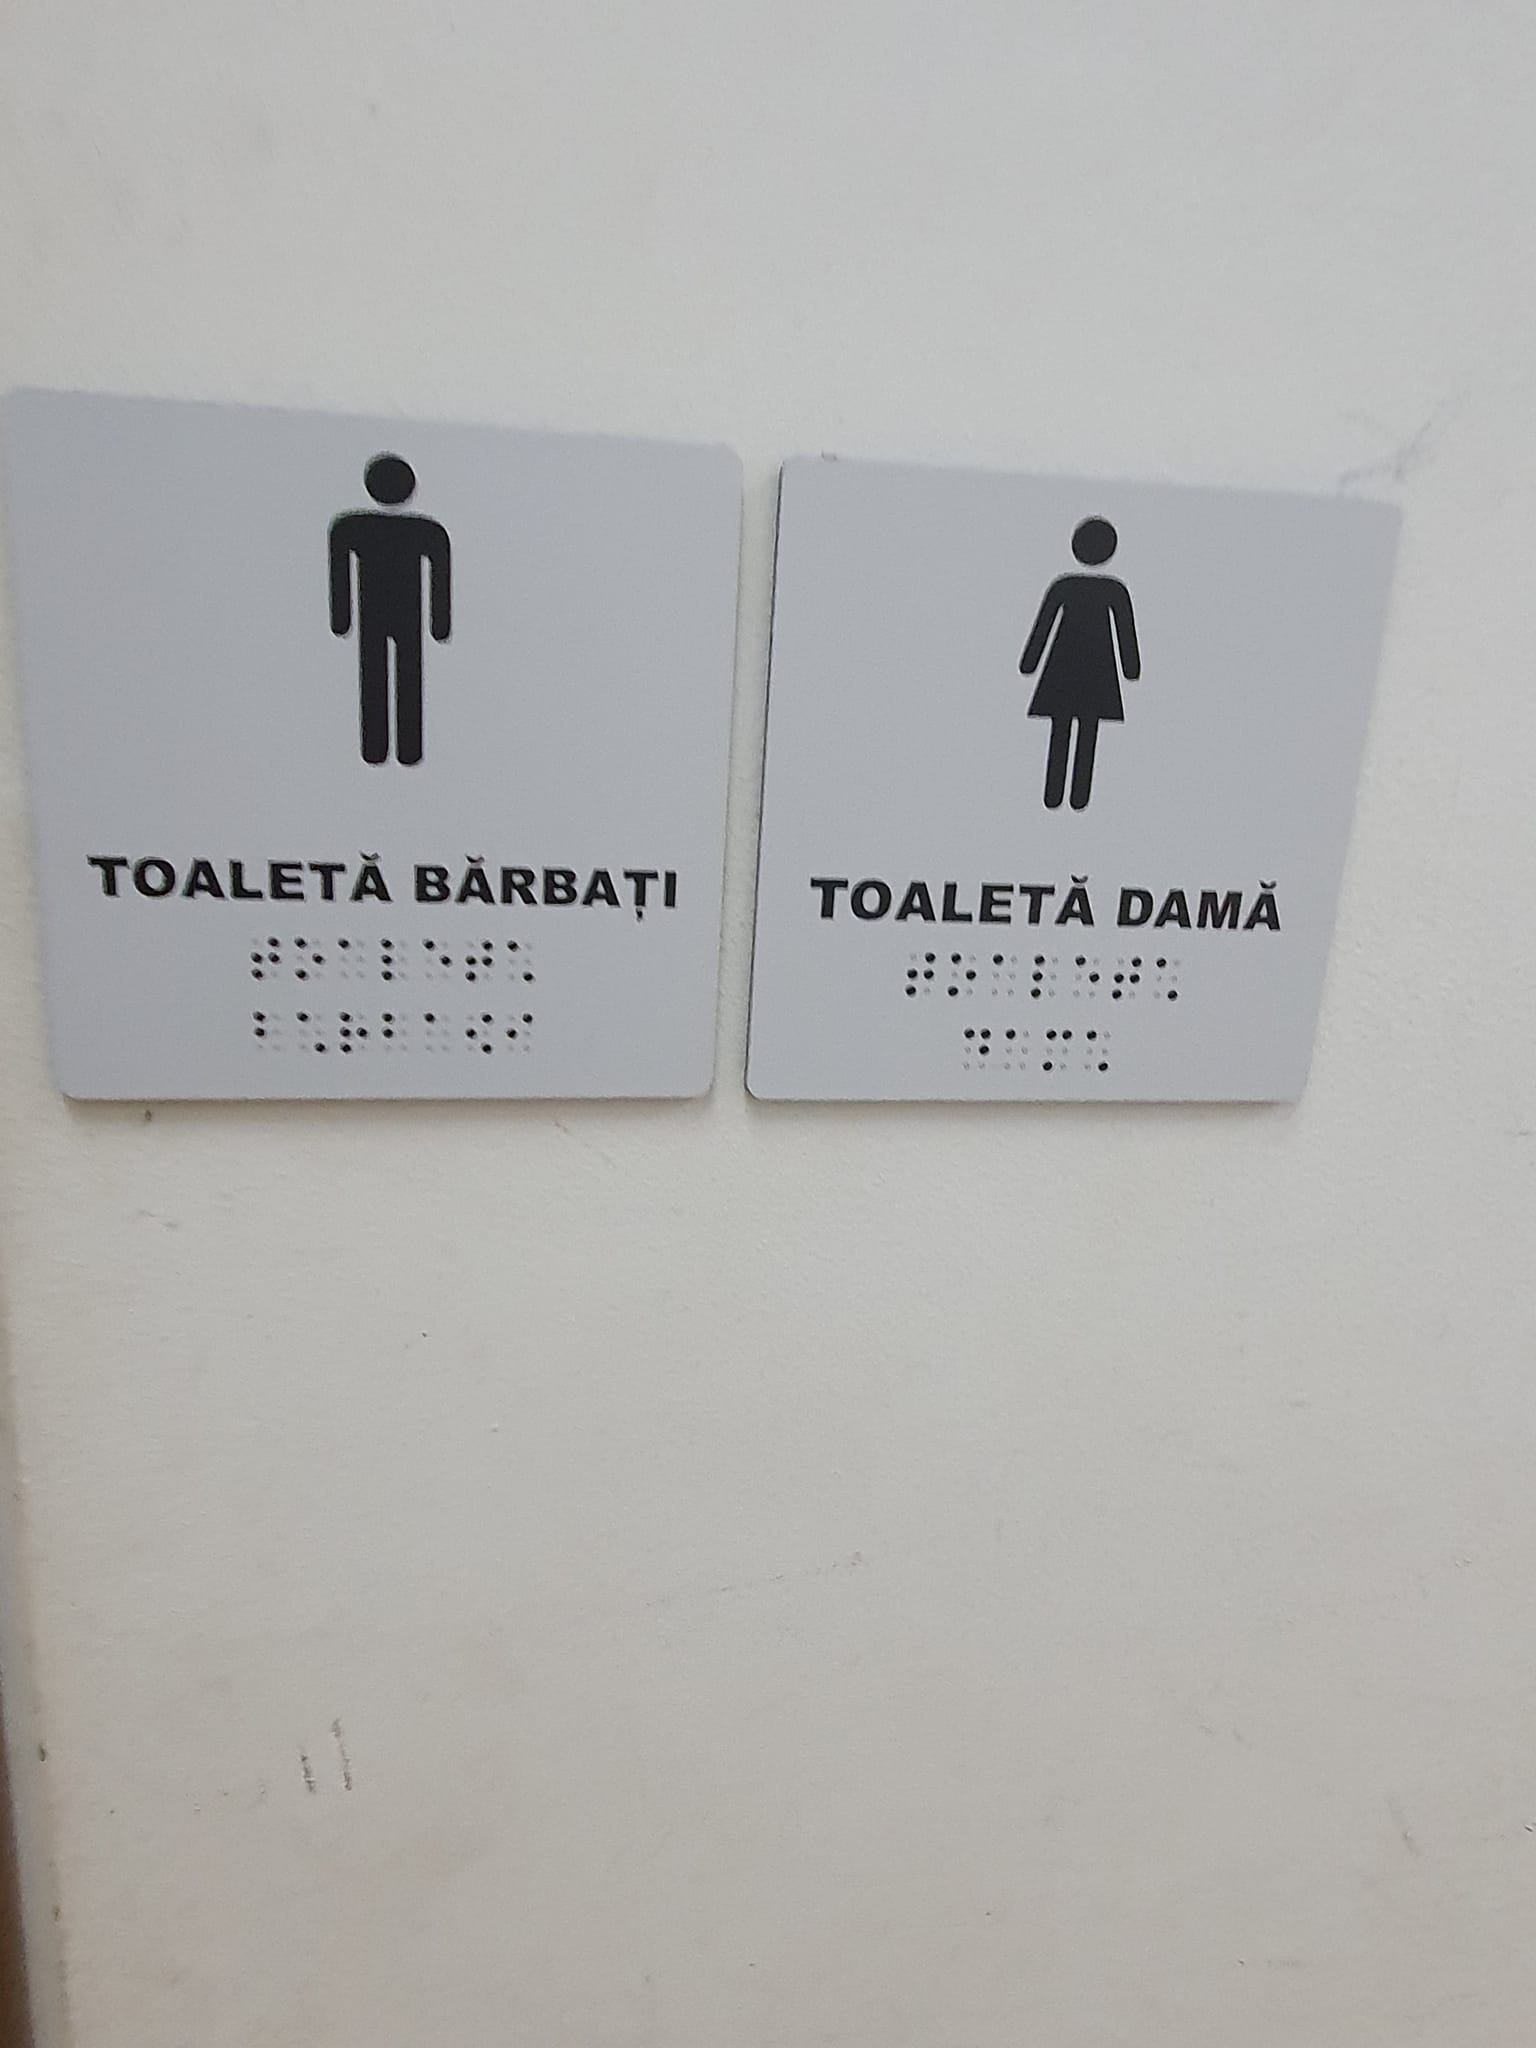 TOALETĂ BĂRBAȚI
⠞⠕⠁⠇⠑⠞⠡
⠃⠡⠗⠃⠁⠪⠊
TOALETĂ DAMĂ
⠞⠕⠁⠇⠑⠞⠡
⠙⠁⠍⠡